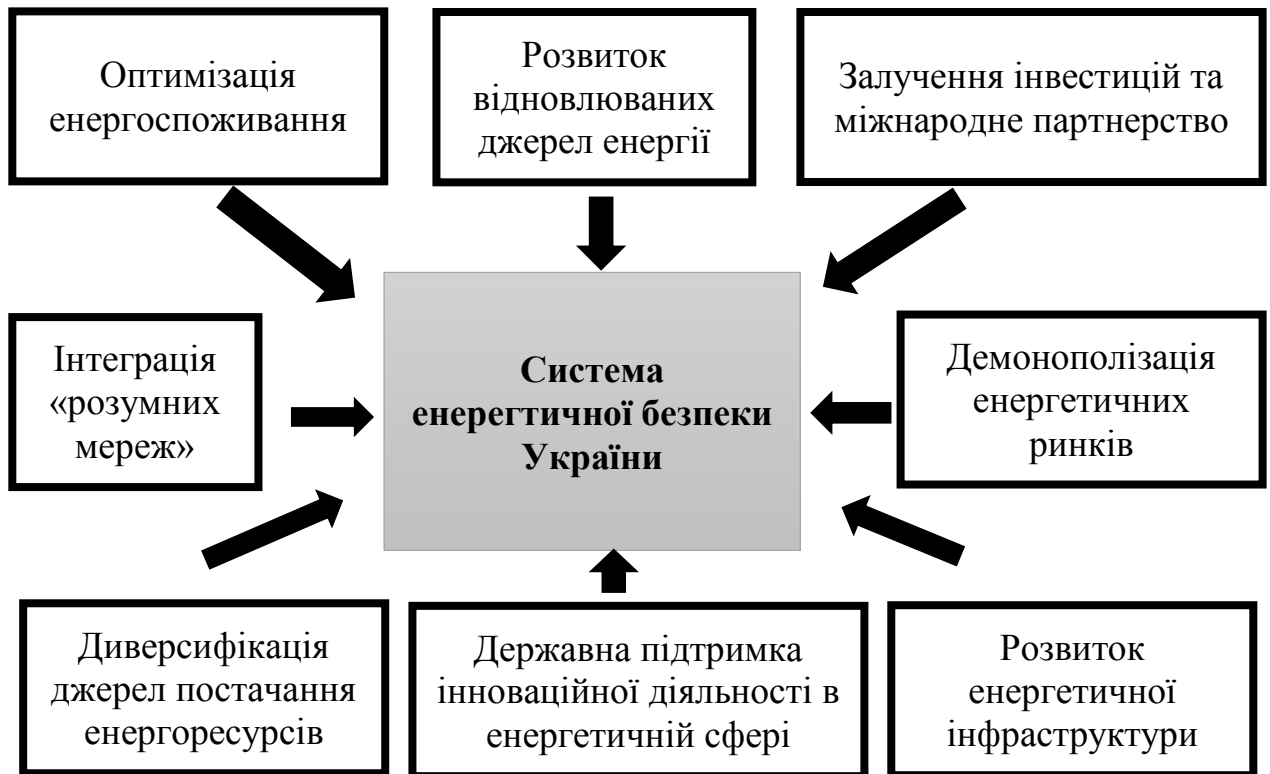 Оптимізація
енергоспоживання
Розвиток
відновлюваних
джерел енергії
Залучення інвестицій та
міжнародне партнерство
Інтеграція
«розумних
мереж»
Система
енерегтичної безпеки
України
Демонополізація
енергетичних
ринків
Диверсифікація
джерел постачання
енергоресурсів
Державна підтримка
інноваційної діяльності в
енергетичній сфері
Розвиток
енергетичної
інфраструктури